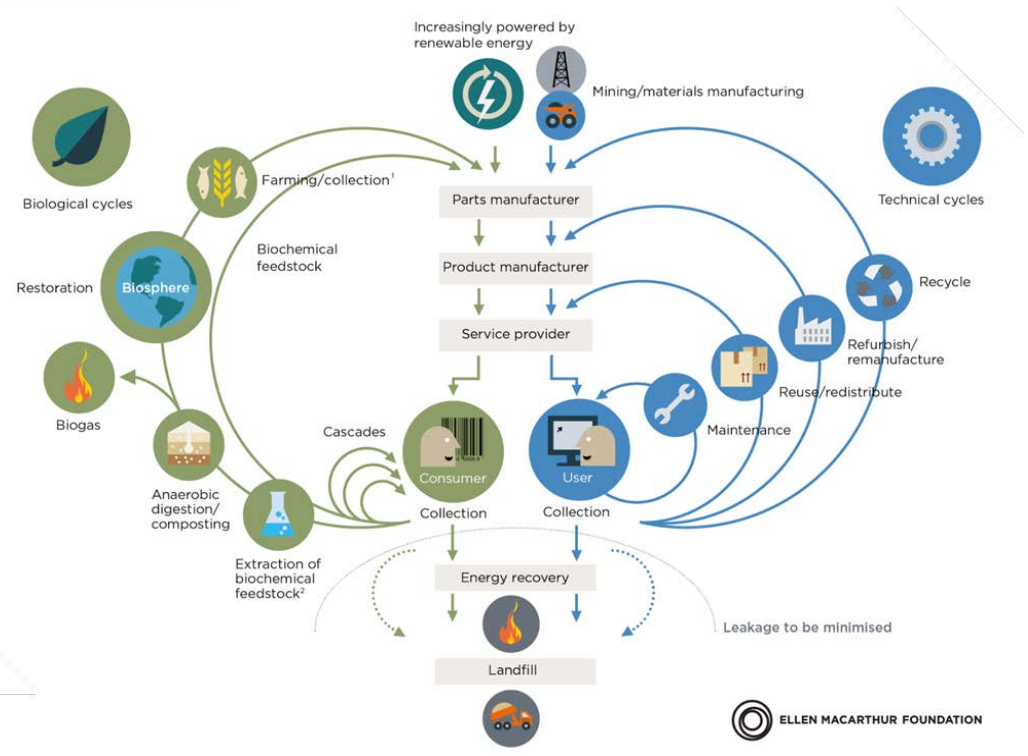 Increasingly powered by
renewable energy
Mining/materials manufacturing
Biological cycles
Technical cycles
Farming/collection¹
Parts manufacturer
Biochemical
feedstock
Product manufacturer
Restoration
Biosphere
Recycle
Service provider
Refurbish/
remanufacture
Reuse/redistribute
Biogas
Cascades
Maintenance
Consumer
User
Anaerobic
digestion/
composting
Collection
Collection
Extraction of
biochemical
feedstock²
Energy recovery
Leakage to be minimised
Landfill
ELLEN MACARTHUR FOUNDATION